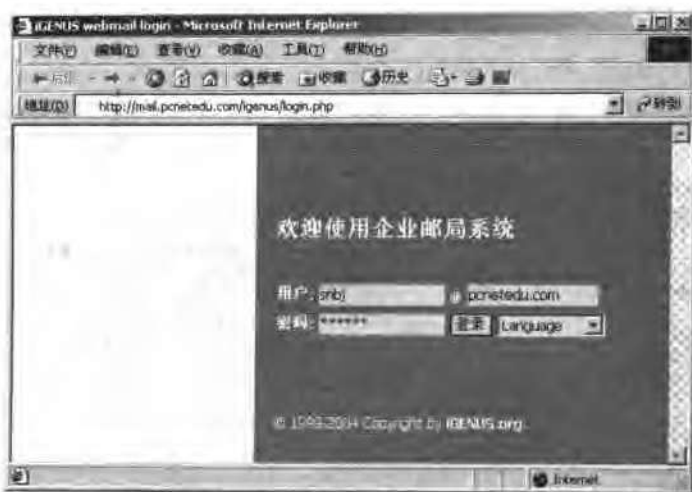 iGENUS webmail login - Microsoft Internet Explorer
文件(F) 编辑(E) 查看(V) 收藏(A) 工具(T) 帮助(H)
后退 搜索 收藏 历史
地址(D) http://mail.pcnetedu.com/igenus/login.php 转到
欢迎使用企业邮局系统
用户: snbj @ pcnetedu.com
密码: ****** 登录 Language
© 1999-2004 Copyright by iGENUS.org.
Internet